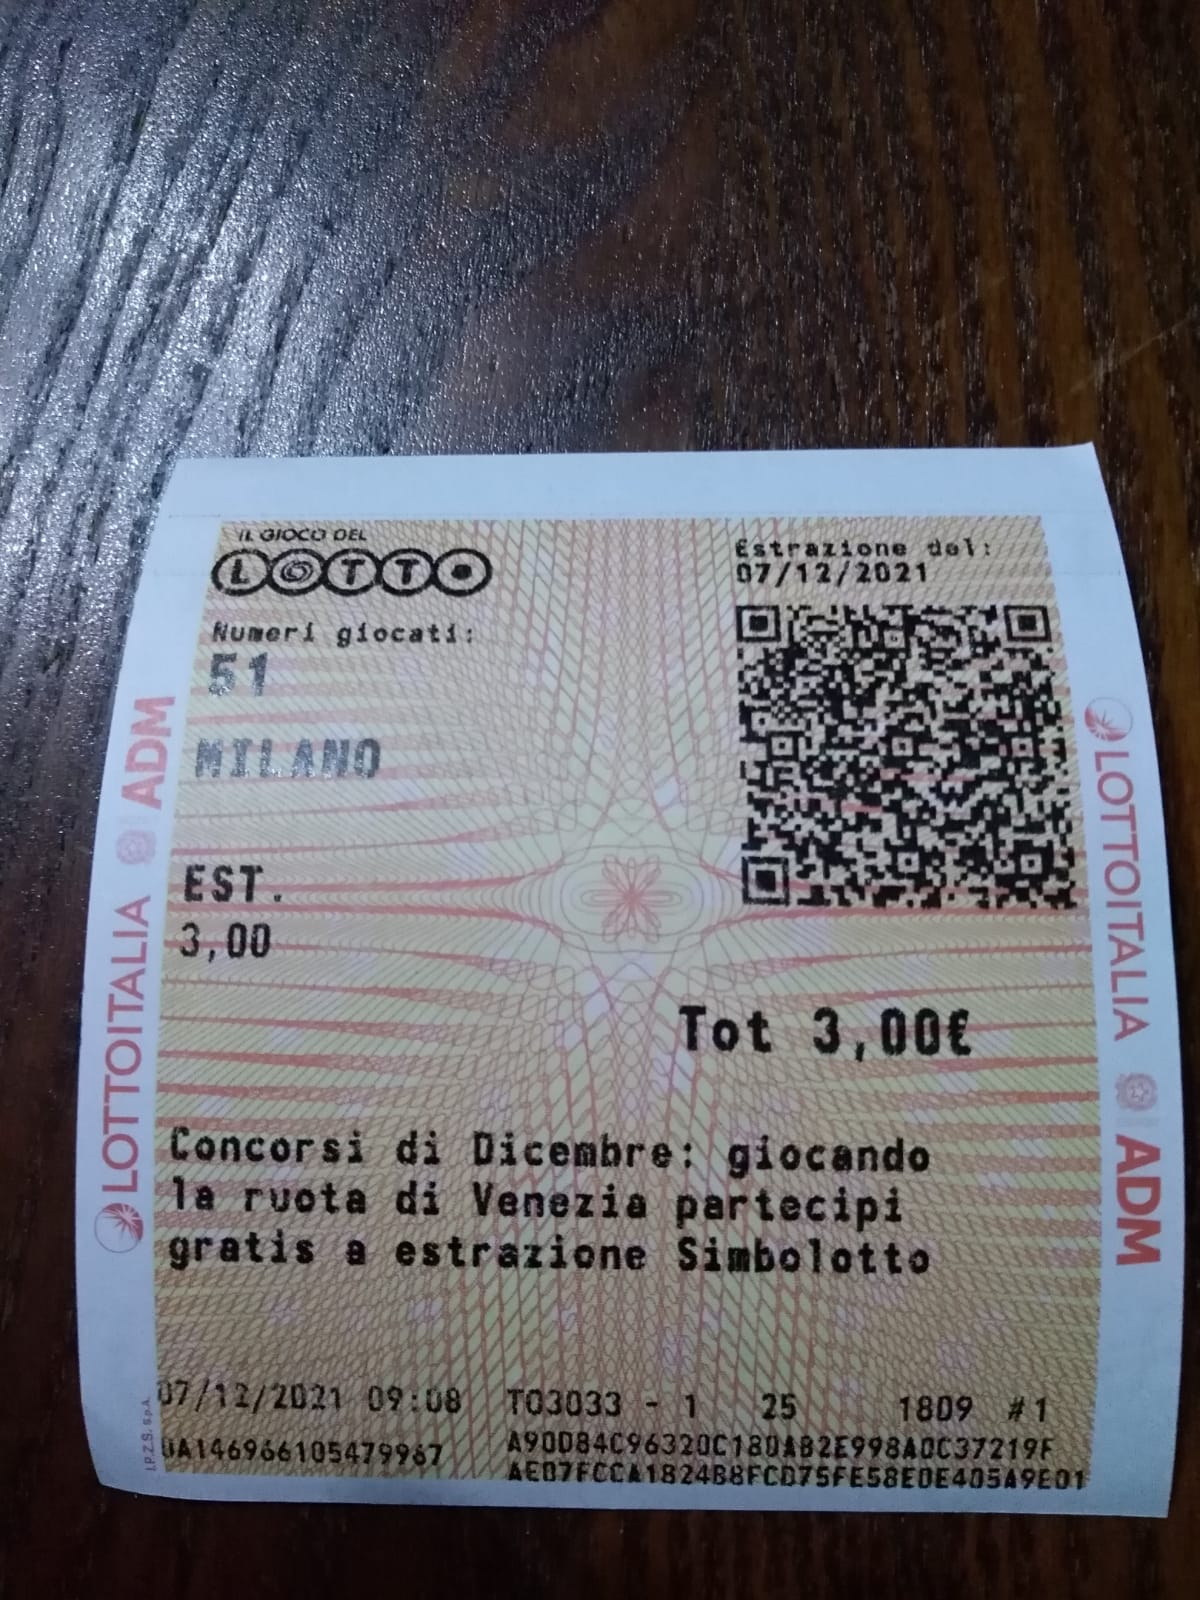 IL GIOCO DEL
LOTTO
Estrazione del:
07/12/2021
Numeri giocati:
51
MILANO
EST.
3,00
Tot 3,00€
Concorsi di Dicembre: giocando
la ruota di Venezia partecipi
gratis a estrazione Simbolotto
07/12/2021 09:08 TO3033 - 1 25 1809 #1
0A146966105479967
A90D84C96320C180AB2E998A0C37219F
AE07FCCA1824B8FCD75FE58E0E405A9E01
LOTTOITALIA ADM
LOTTOITALIA ADM
I.P.Z.S. S.p.A.